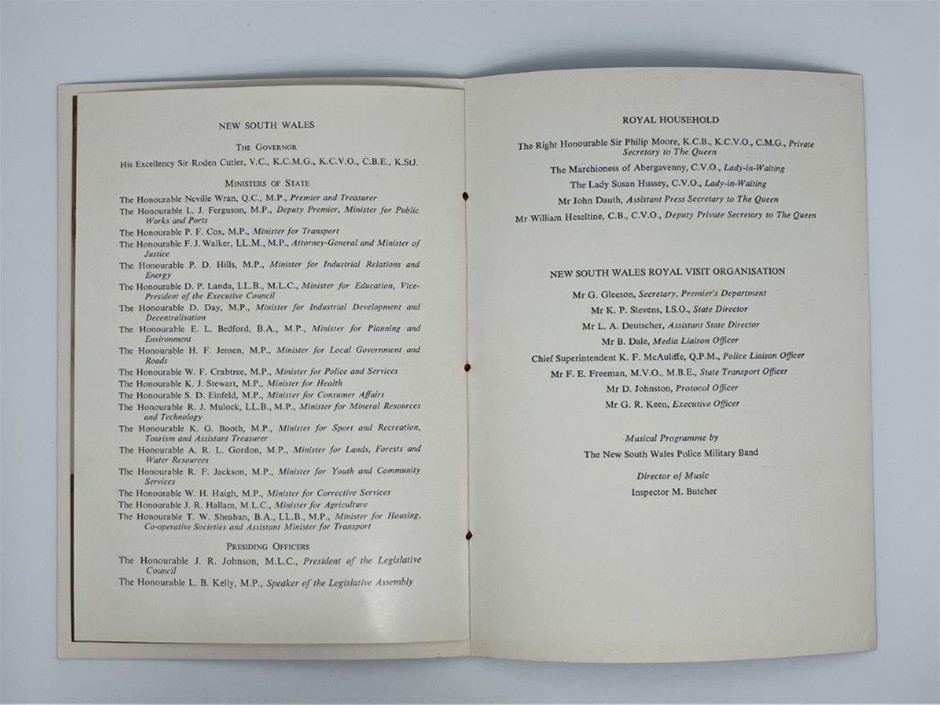 NEW SOUTH WALES
THE GOVERNOR
His Excellency Sir Roden Cutler, V.C., K.C.M.G., K.C.V.O., C.B.E., K.StJ.
MINISTERS OF STATE
The Honourable Neville Wran, Q.C., M.P., Premier and Treasurer
The Honourable L. J. Ferguson, M.P., Deputy Premier, Minister for Public
Works and Ports
The Honourable P. F. Cox, M.P., Minister for Transport
The Honourable F. J. Walker, LL.M., M.P., Attorney-General and Minister of
Justice
The Honourable P. D. Hills, M.P., Minister for Industrial Relations and
Energy
The Honourable D. P. Landa, LL.B., M.L.C., Minister for Education, Vice-
President of the Executive Council
The Honourable D. Day, M.P., Minister for Industrial Development and
Decentralisation
The Honourable E. L. Bedford, B.A., M.P., Minister for Planning and
Environment
The Honourable H. F. Jensen, M.P., Minister for Local Government and
Roads
The Honourable W. F. Crabtree, M.P., Minister for Police and Services
The Honourable K. J. Stewart, M.P., Minister for Health
The Honourable S. D. Einfeld, M.P., Minister for Consumer Affairs
The Honourable R. J. Mulock, LL.B., M.P., Minister for Mineral Resources
and Technology
The Honourable K. G. Booth, M.P., Minister for Sport and Recreation,
Tourism and Assistant Treasurer
The Honourable A. R. L. Gordon, M.P., Minister for Lands, Forests and
Water Resources
The Honourable R. F. Jackson, M.P., Minister for Youth and Community
Services
The Honourable W. H. Haigh, M.P., Minister for Corrective Services
The Honourable J. R. Hallam, M.L.C., Minister for Agriculture
The Honourable T. W. Sheahan, B.A., LL.B., M.P., Minister for Housing,
Co-operative Societies and Assistant Minister for Transport
PRESIDING OFFICERS
The Honourable J. R. Johnson, M.L.C., President of the Legislative
Council
The Honourable L. B. Kelly, M.P., Speaker of the Legislative Assembly
ROYAL HOUSEHOLD
The Right Honourable Sir Philip Moore, K.C.B., K.C.V.O., C.M.G., Private
Secretary to The Queen
The Marchioness of Abergavenny, C.V.O., Lady-in-Waiting
The Lady Susan Hussey, C.V.O., Lady-in-Waiting
Mr John Dauth, Assistant Press Secretary to The Queen
Mr William Heseltine, C.B., C.V.O., Deputy Private Secretary to The Queen
NEW SOUTH WALES ROYAL VISIT ORGANISATION
Mr G. Gleeson, Secretary, Premier's Department
Mr K. P. Stevens, I.S.O., State Director
Mr L. A. Deutscher, Assistant State Director
Mr B. Dale, Media Liaison Officer
Chief Superintendent K. F. McAuliffe, Q.P.M., Police Liaison Officer
Mr F. E. Freeman, M.V.O., M.B.E., State Transport Officer
Mr D. Johnston, Protocol Officer
Mr G. R. Keen, Executive Officer
Musical Programme by
The New South Wales Police Military Band
Director of Music
Inspector M. Butcher